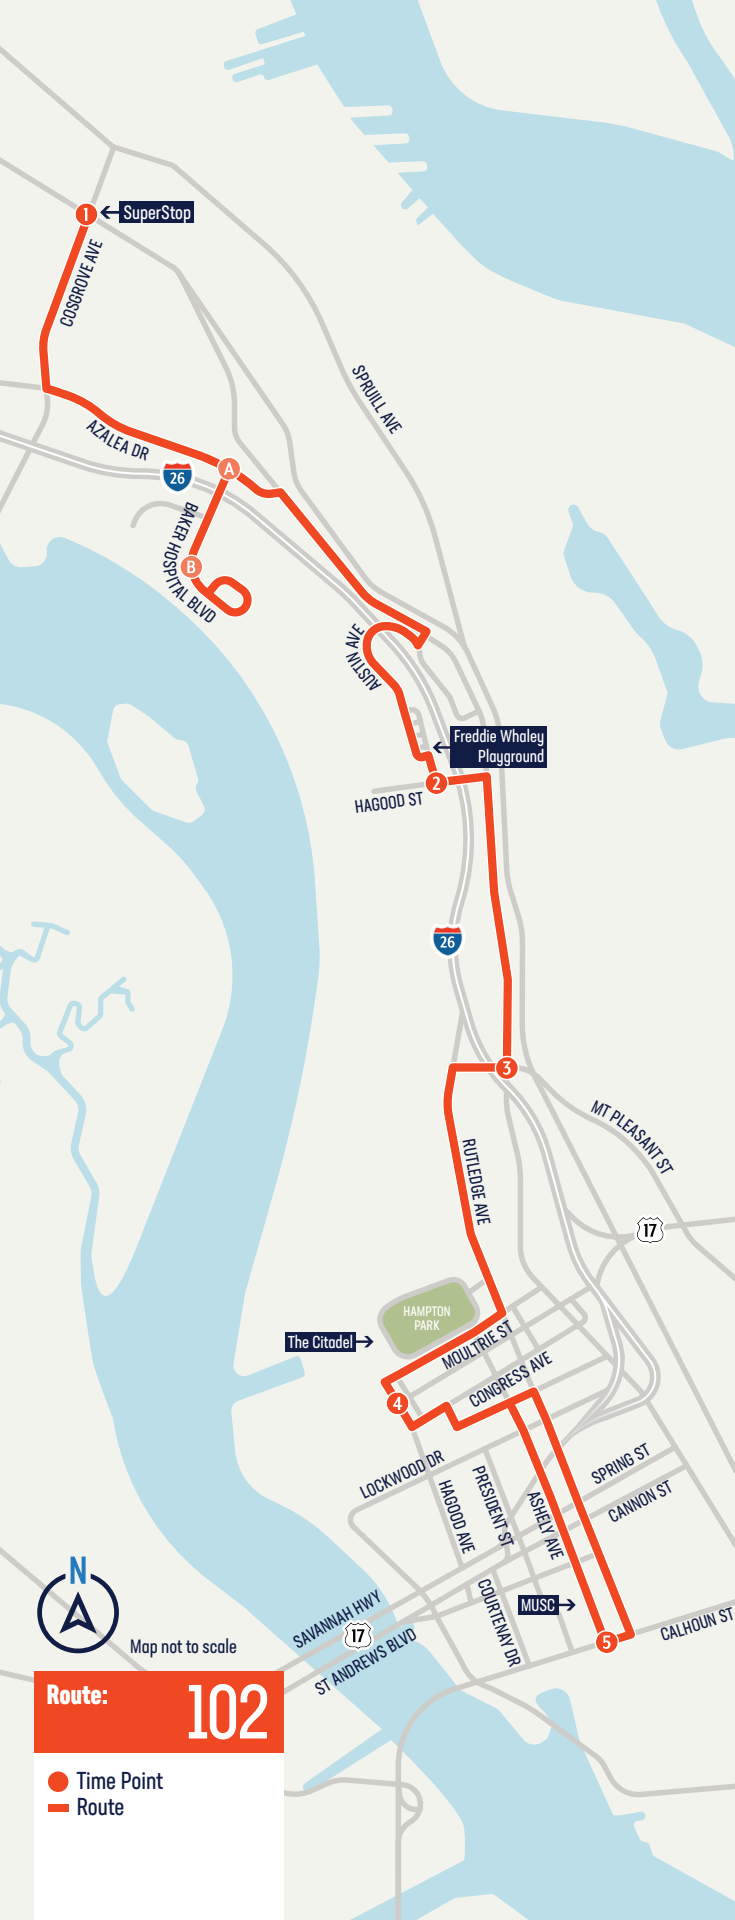 1
SuperStop
COSGROVE AVE
SPRUILL AVE
AZALEA DR
A
26
BAKER HOSPITAL BLVD
B
AUSTIN AVE
Freddie Whaley
Playground
2
HAGOOD ST
26
3
MT PLEASANT ST
RUTLEDGE AVE
17
HAMPTON
PARK
The Citadel
MOULTRIE ST
CONGRESS AVE
4
LOCKWOOD DR
SPRING ST
HAGOOD AVE
PRESIDENT ST
ASHELY AVE
CANNON ST
N
COURTENAY DR
MUSC
SAVANNAH HWY
17
CALHOUN ST
5
Map not to scale
ST ANDREWS BLVD
Route:
102
Time Point
Route